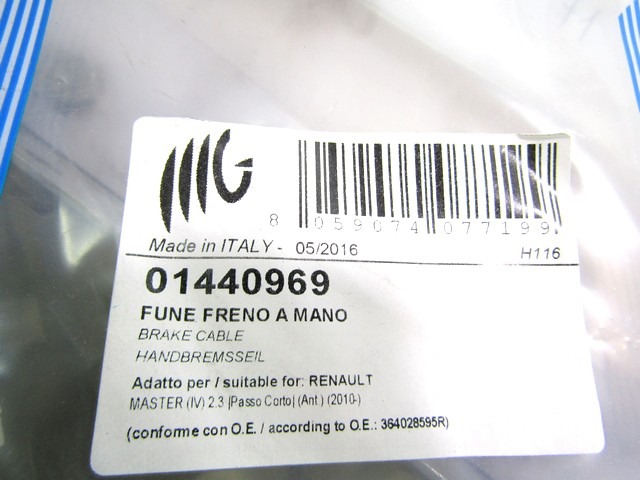 MG
8 059074 077199
Made in ITALY - 05/2016 H116
01440969
FUNE FRENO A MANO
BRAKE CABLE
HANDBREMSSEIL
Adatto per / suitable for: RENAULT
MASTER (IV) 2.3 |Passo Corto| (Ant.) (2010-)
(conforme con O.E. / according to O.E.: 364028595R)